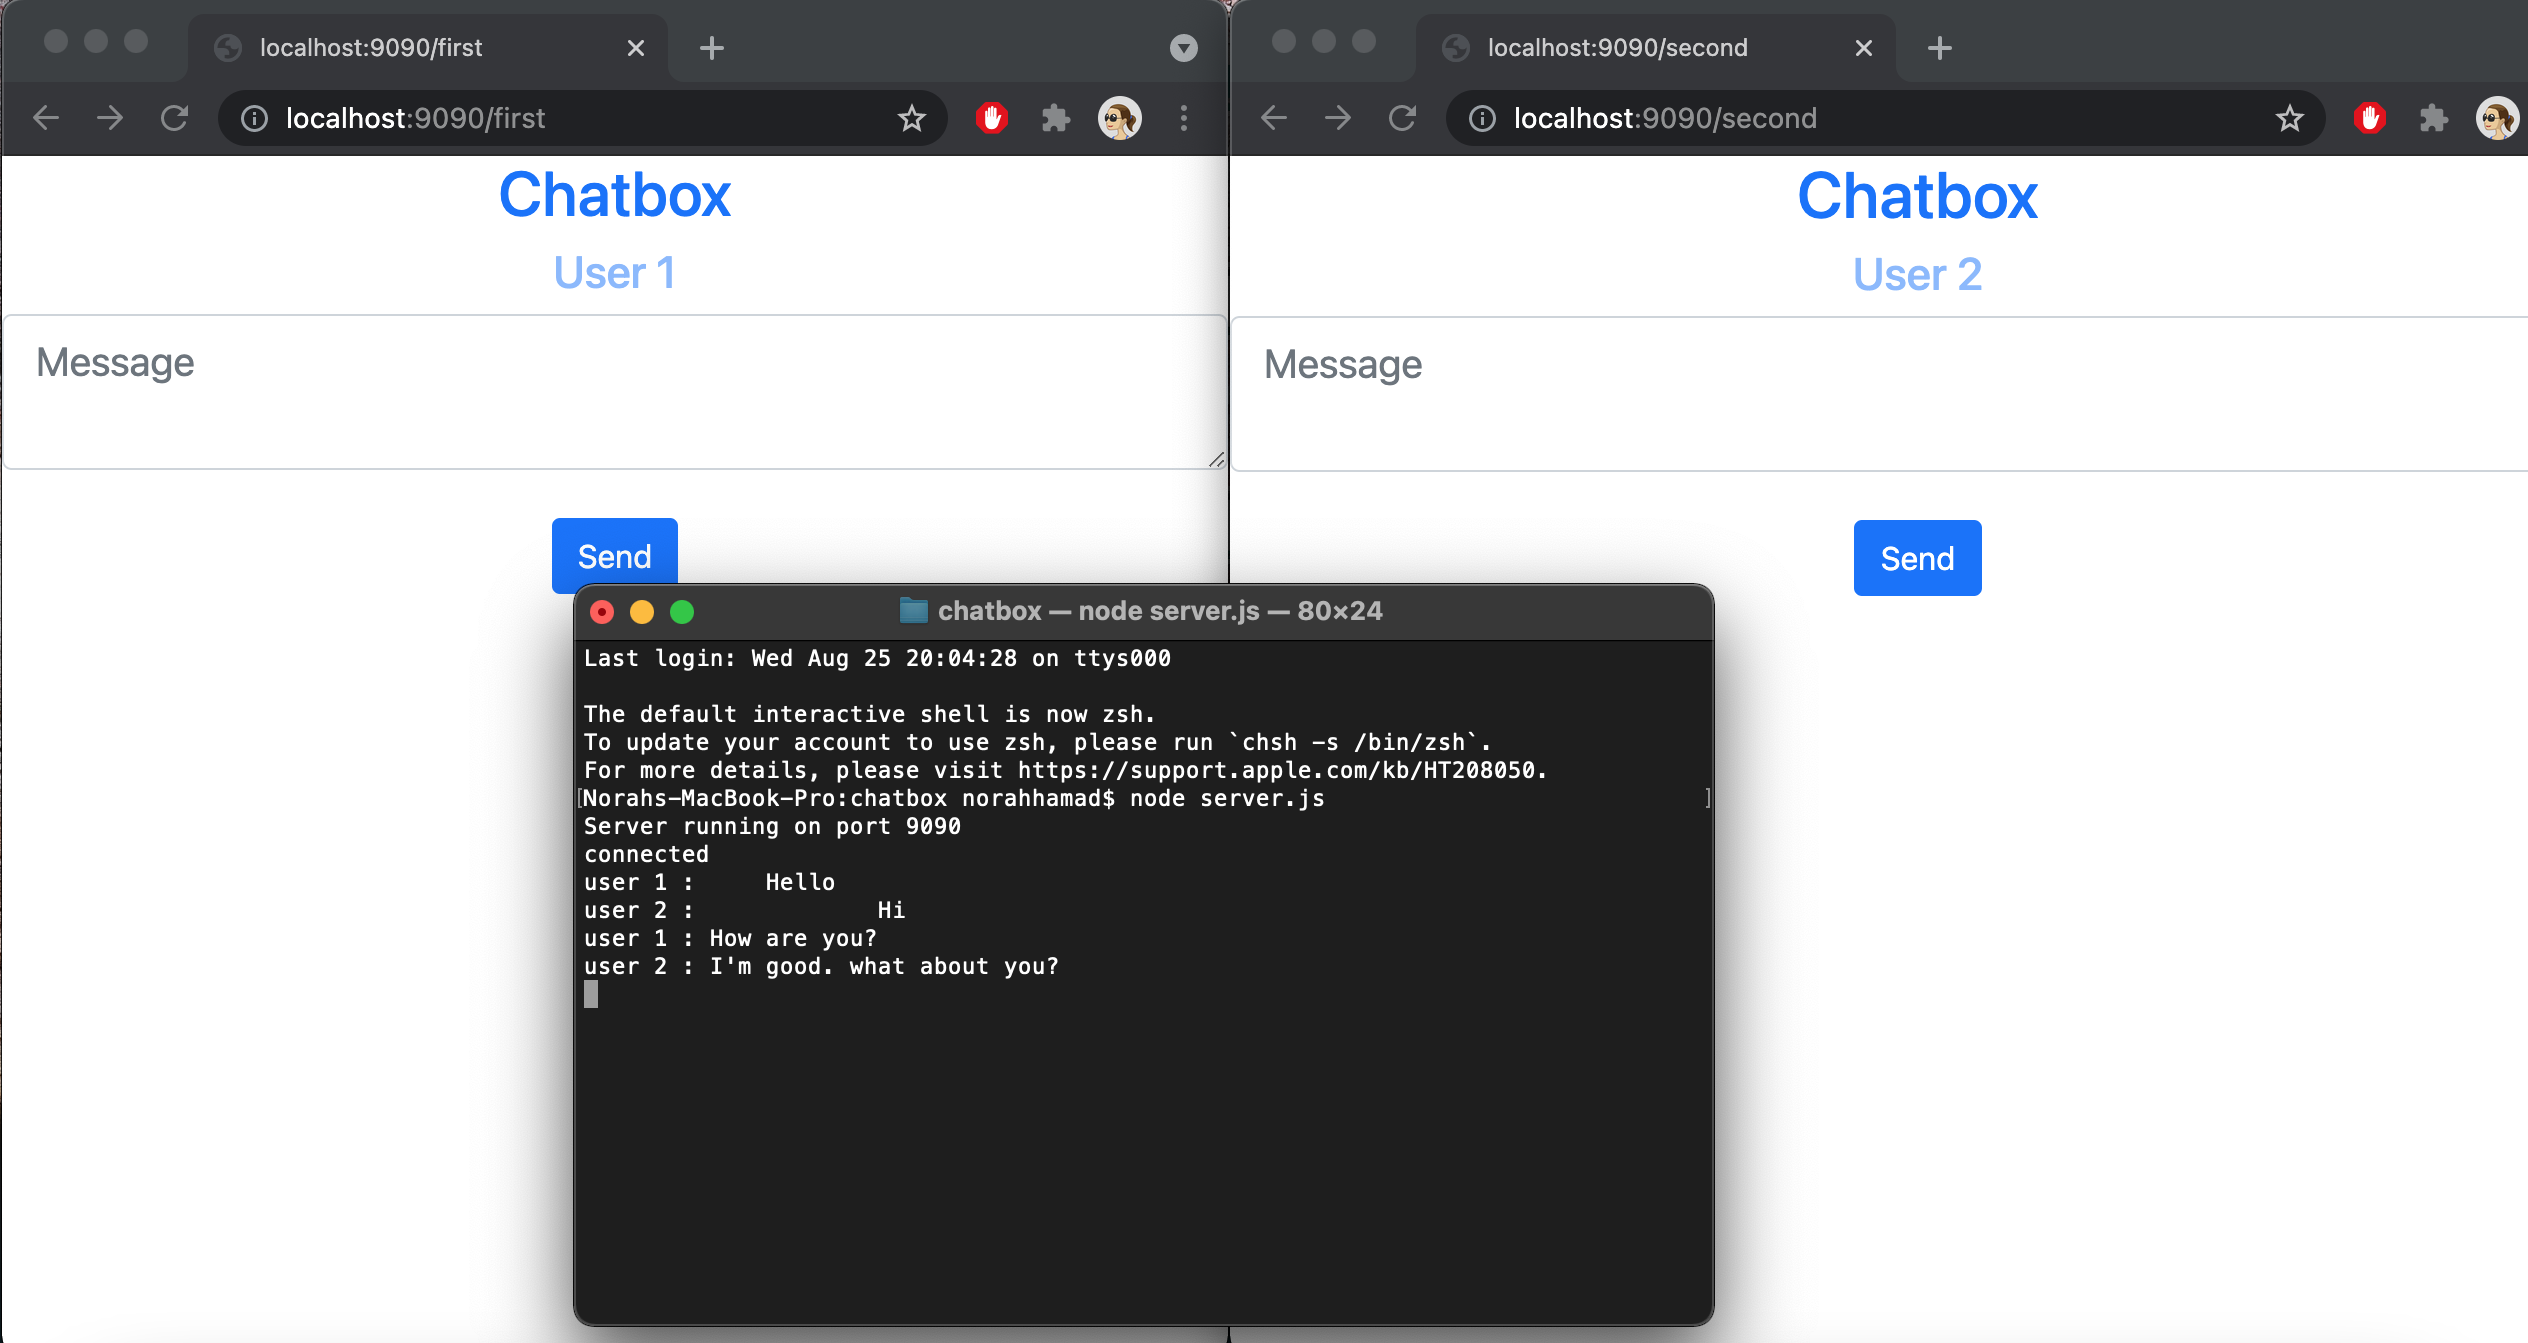 localhost:9090/first
localhost:9090/first
Chatbox
User 1
Message
Send
localhost:9090/second
localhost:9090/second
Chatbox
User 2
Message
Send
chatbox — node server.js — 80×24
Last login: Wed Aug 25 20:04:28 on ttys000
The default interactive shell is now zsh.
To update your account to use zsh, please run `chsh -s /bin/zsh`.
For more details, please visit https://support.apple.com/kb/HT208050.
[Norahs-MacBook-Pro:chatbox norahhamad$ node server.js ]
Server running on port 9090
connected
user 1 :     Hello
user 2 :             Hi
user 1 : How are you?
user 2 : I'm good. what about you?